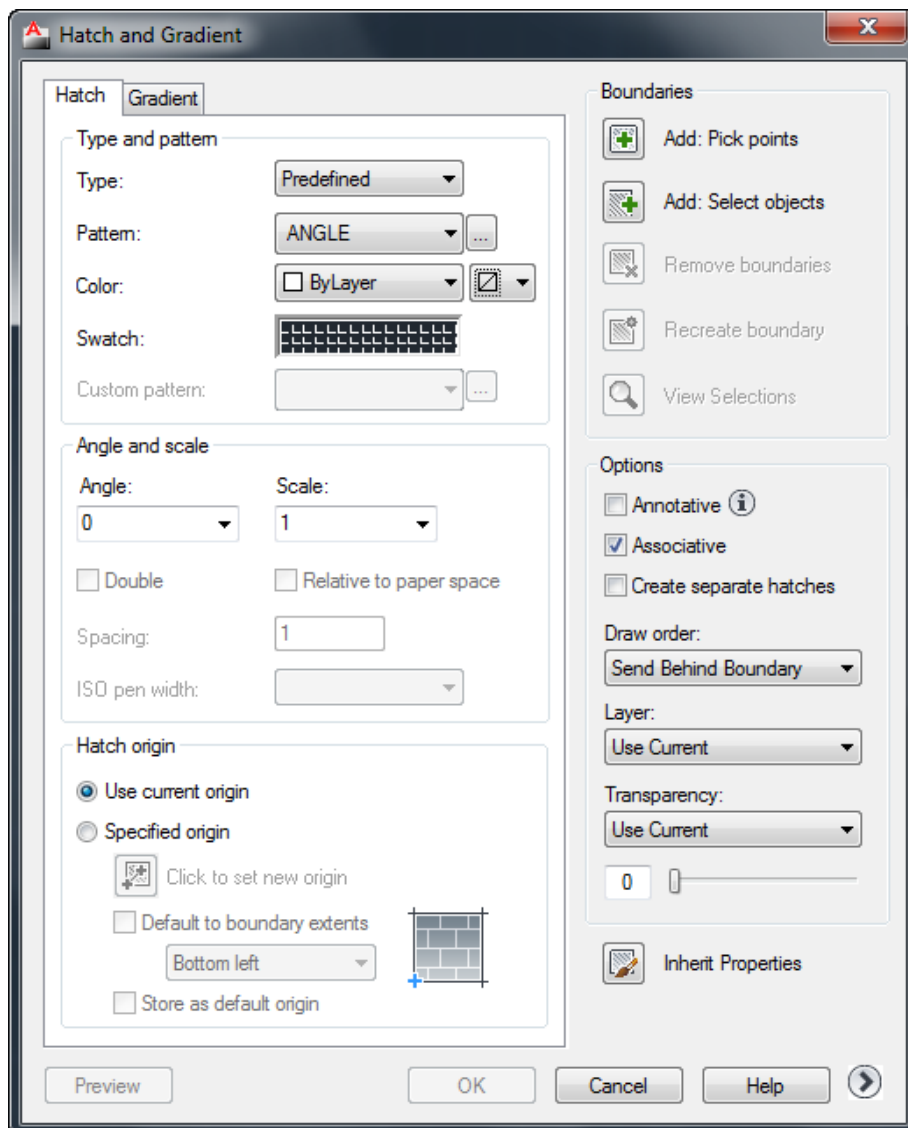 Hatch and Gradient
Hatch
Gradient
Type and pattern
Type:
Predefined
Pattern:
ANGLE
...
Color:
ByLayer
Swatch:
Custom pattern:
...
Angle and scale
Angle:
Scale:
0
1
Double
Relative to paper space
Spacing:
1
ISO pen width:
Hatch origin
Use current origin
Specified origin
Click to set new origin
Default to boundary extents
Bottom left
Store as default origin
Boundaries
Add: Pick points
Add: Select objects
Remove boundaries
Recreate boundary
View Selections
Options
Annotative
Associative
Create separate hatches
Draw order:
Send Behind Boundary
Layer:
Use Current
Transparency:
Use Current
0
Inherit Properties
Preview
OK
Cancel
Help